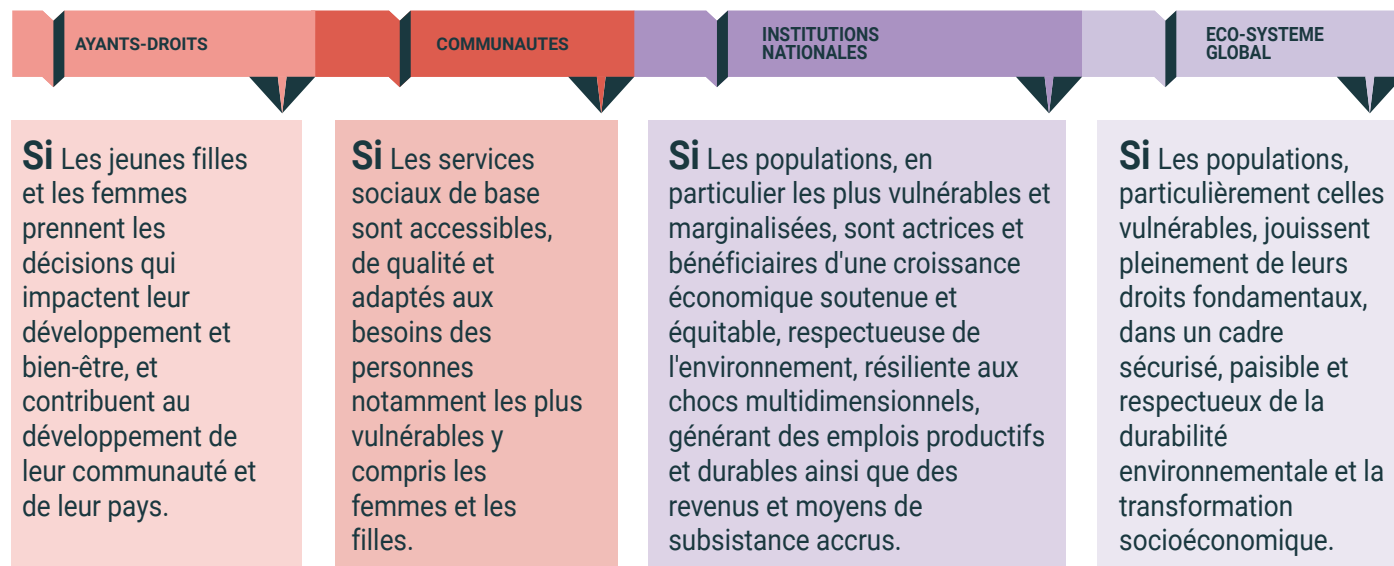 AYANTS-DROITS
COMMUNAUTES
INSTITUTIONS
NATIONALES
ECO-SYSTEME
GLOBAL
Si Les jeunes filles
et les femmes
prennent les
décisions qui
impactent leur
développement et
bien-être, et
contribuent au
développement de
leur communauté et
de leur pays.
Si Les services
sociaux de base
sont accessibles,
de qualité et
adaptés aux
besoins des
personnes
notamment les plus
vulnérables y
compris les
femmes et les
filles.
Si Les populations, en
particulier les plus vulnérables et
marginalisées, sont actrices et
bénéficiaires d'une croissance
économique soutenue et
équitable, respectueuse de
l'environnement, résiliente aux
chocs multidimensionnels,
générant des emplois productifs
et durables ainsi que des
revenus et moyens de
subsistance accrus.
Si Les populations,
particulièrement celles
vulnérables, jouissent
pleinement de leurs
droits fondamentaux,
dans un cadre
sécurisé, paisible et
respectueux de la
durabilité
environnementale et la
transformation
socioéconomique.